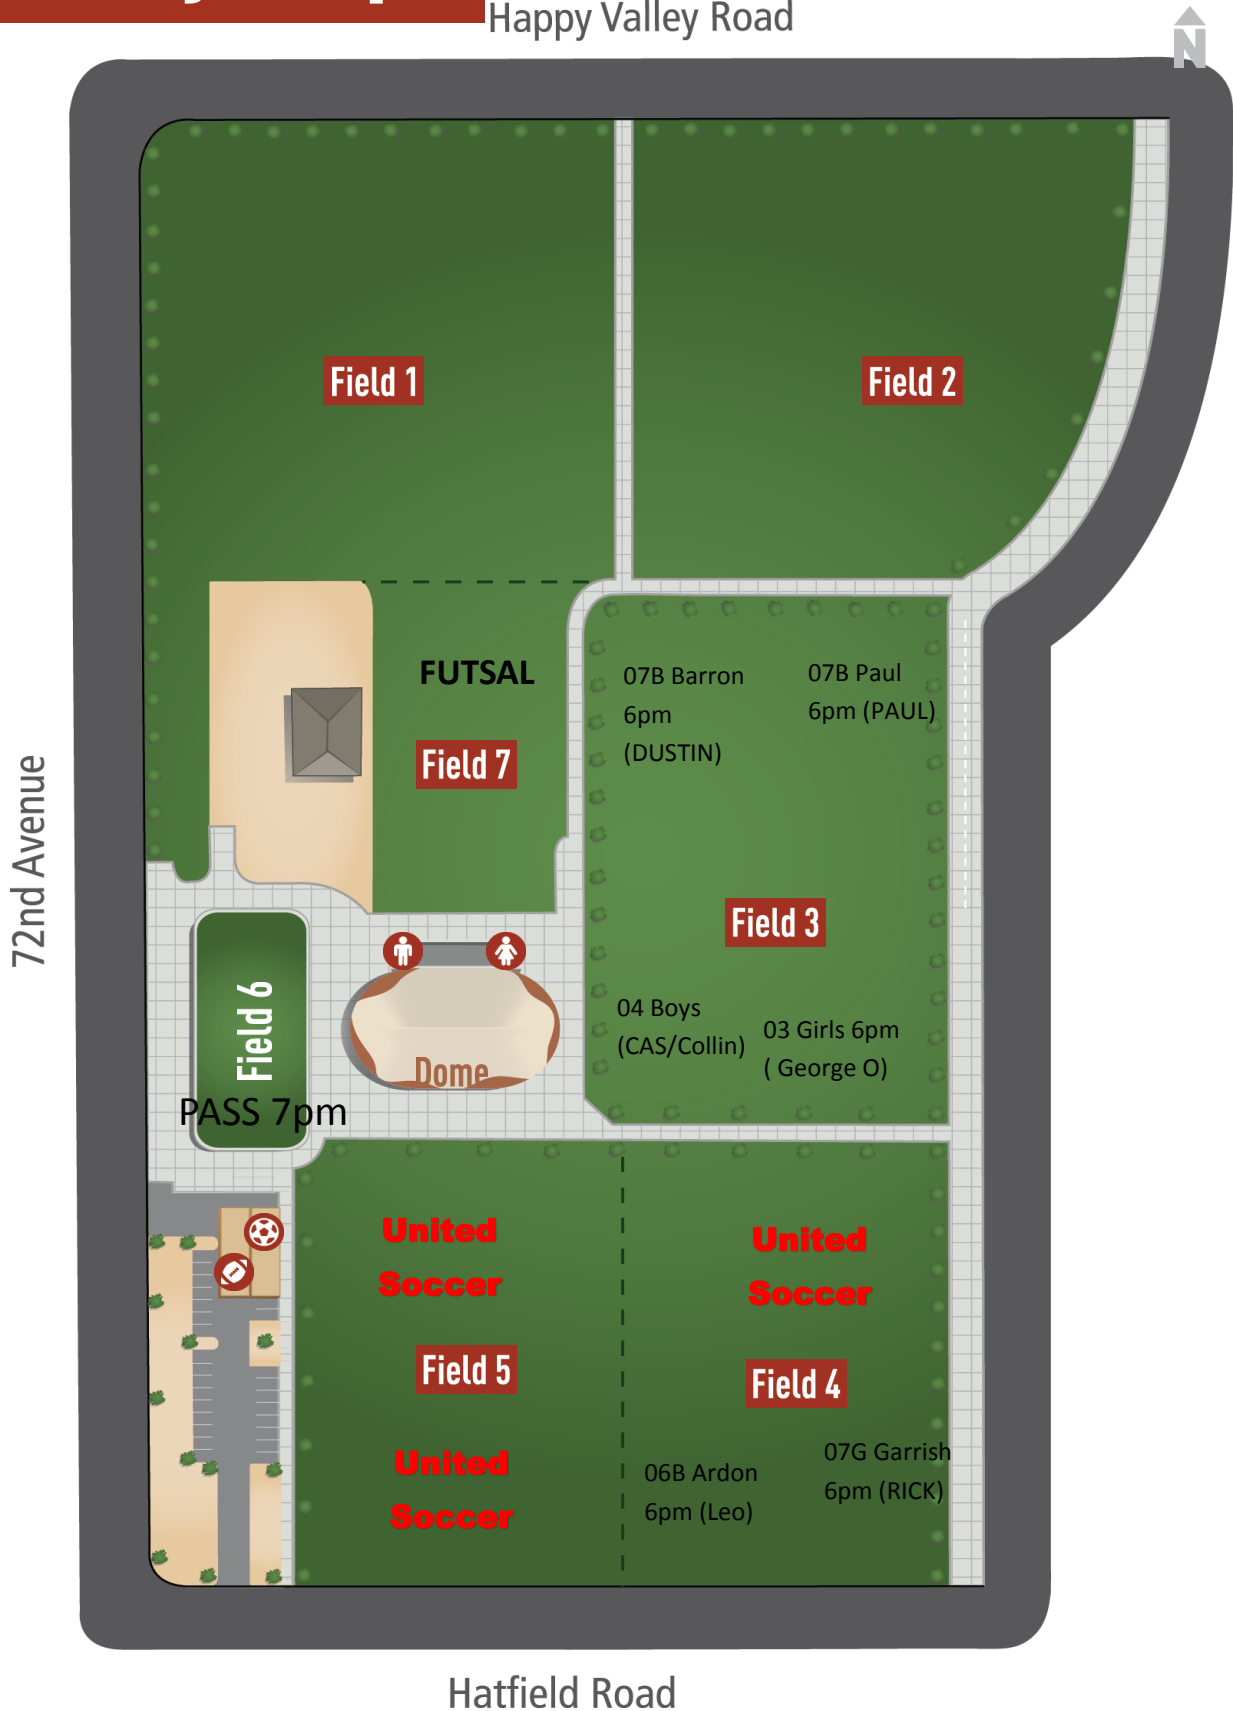 Happy Valley Road
N
Field 1
Field 2
FUTSAL
Field 7
07B Barron
6pm
(DUSTIN)
07B Paul
6pm (PAUL)
72nd Avenue
Field 3
Field 6
04 Boys
(CAS/Collin)
03 Girls 6pm
( George O)
Dome
PASS 7pm
United
Soccer
United
Soccer
Field 5
Field 4
United
Soccer
06B Ardon
6pm (Leo)
07G Garrish
6pm (RICK)
Hatfield Road